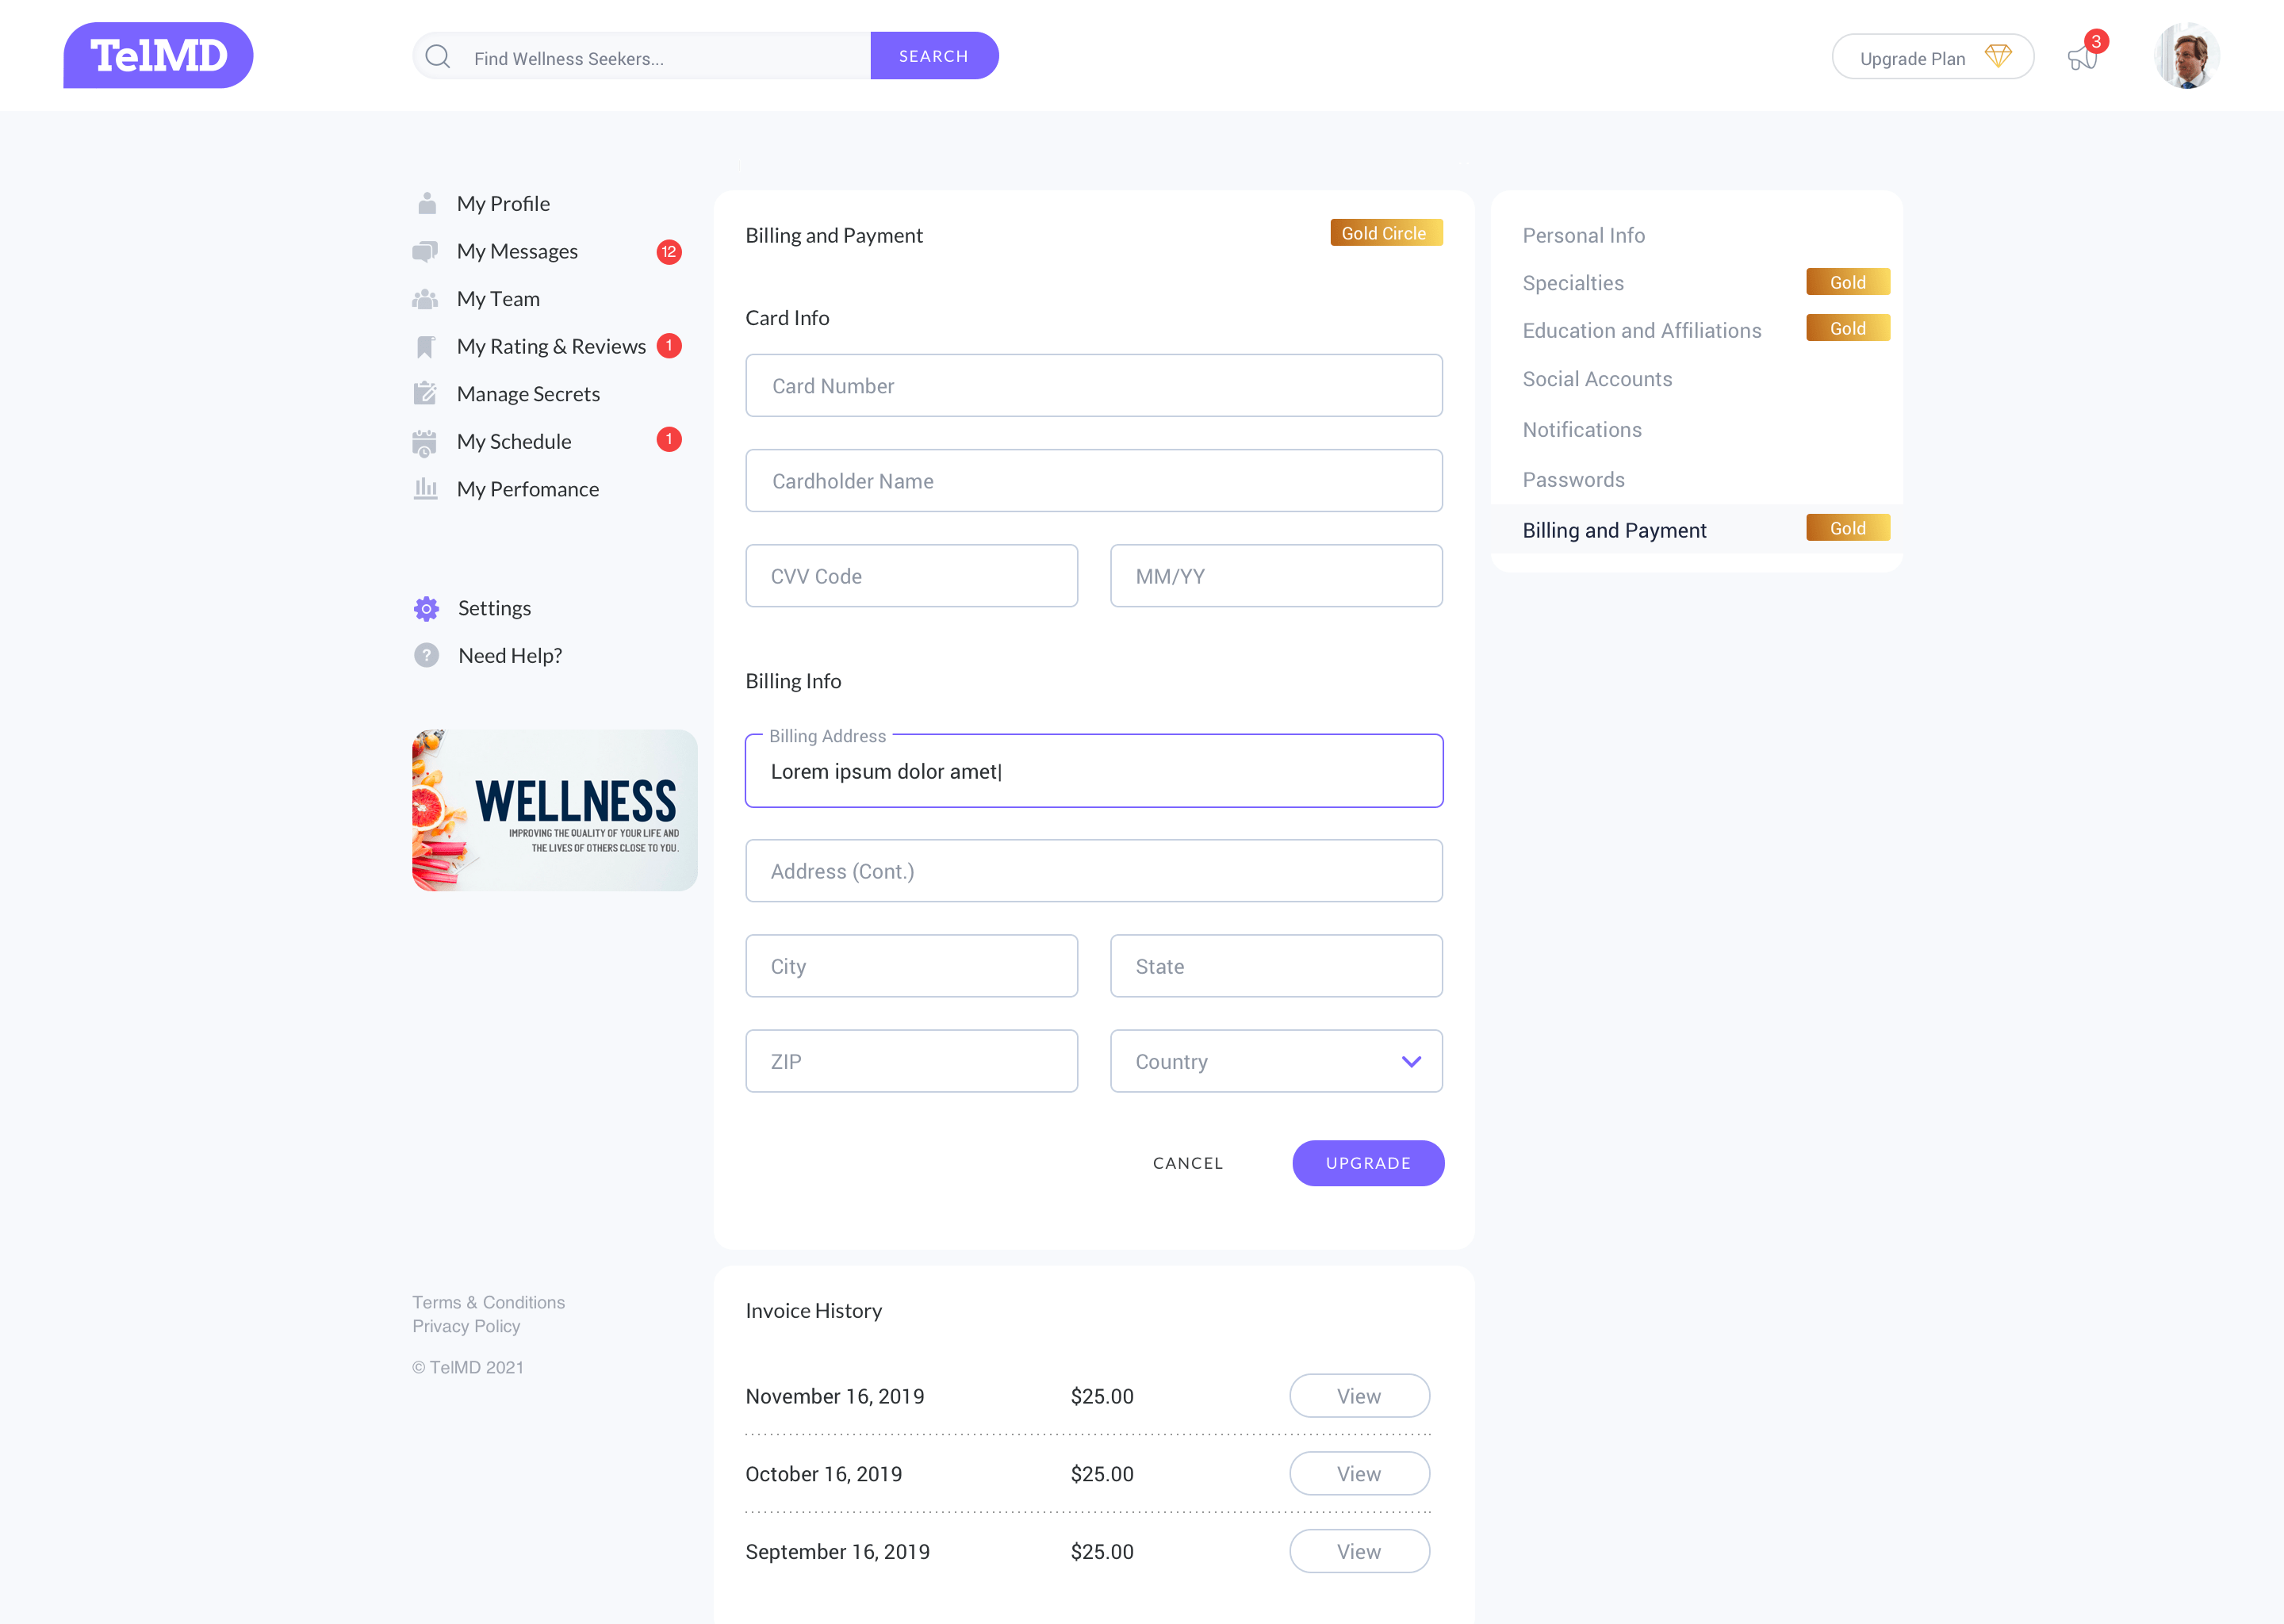 TelMD
Find Wellness Seekers...
SEARCH
Upgrade Plan
3
My Profile
My Messages
12
My Team
My Rating & Reviews
1
Manage Secrets
My Schedule
1
My Perfomance
Settings
?
Need Help?
WELLNESS
IMPROVING THE QUALITY OF YOUR LIFE AND
THE LIVES OF OTHERS CLOSE TO YOU.
Terms & Conditions
Privacy Policy
© TelMD 2021
Billing and Payment
Gold Circle
Card Info
Card Number
Cardholder Name
CVV Code
MM/YY
Billing Info
Billing Address
Lorem ipsum dolor amet
Address (Cont.)
City
State
ZIP
Country
CANCEL
UPGRADE
Invoice History
November 16, 2019
$25.00
View
October 16, 2019
$25.00
View
September 16, 2019
$25.00
View
Personal Info
Specialties
Gold
Education and Affiliations
Gold
Social Accounts
Notifications
Passwords
Billing and Payment
Gold